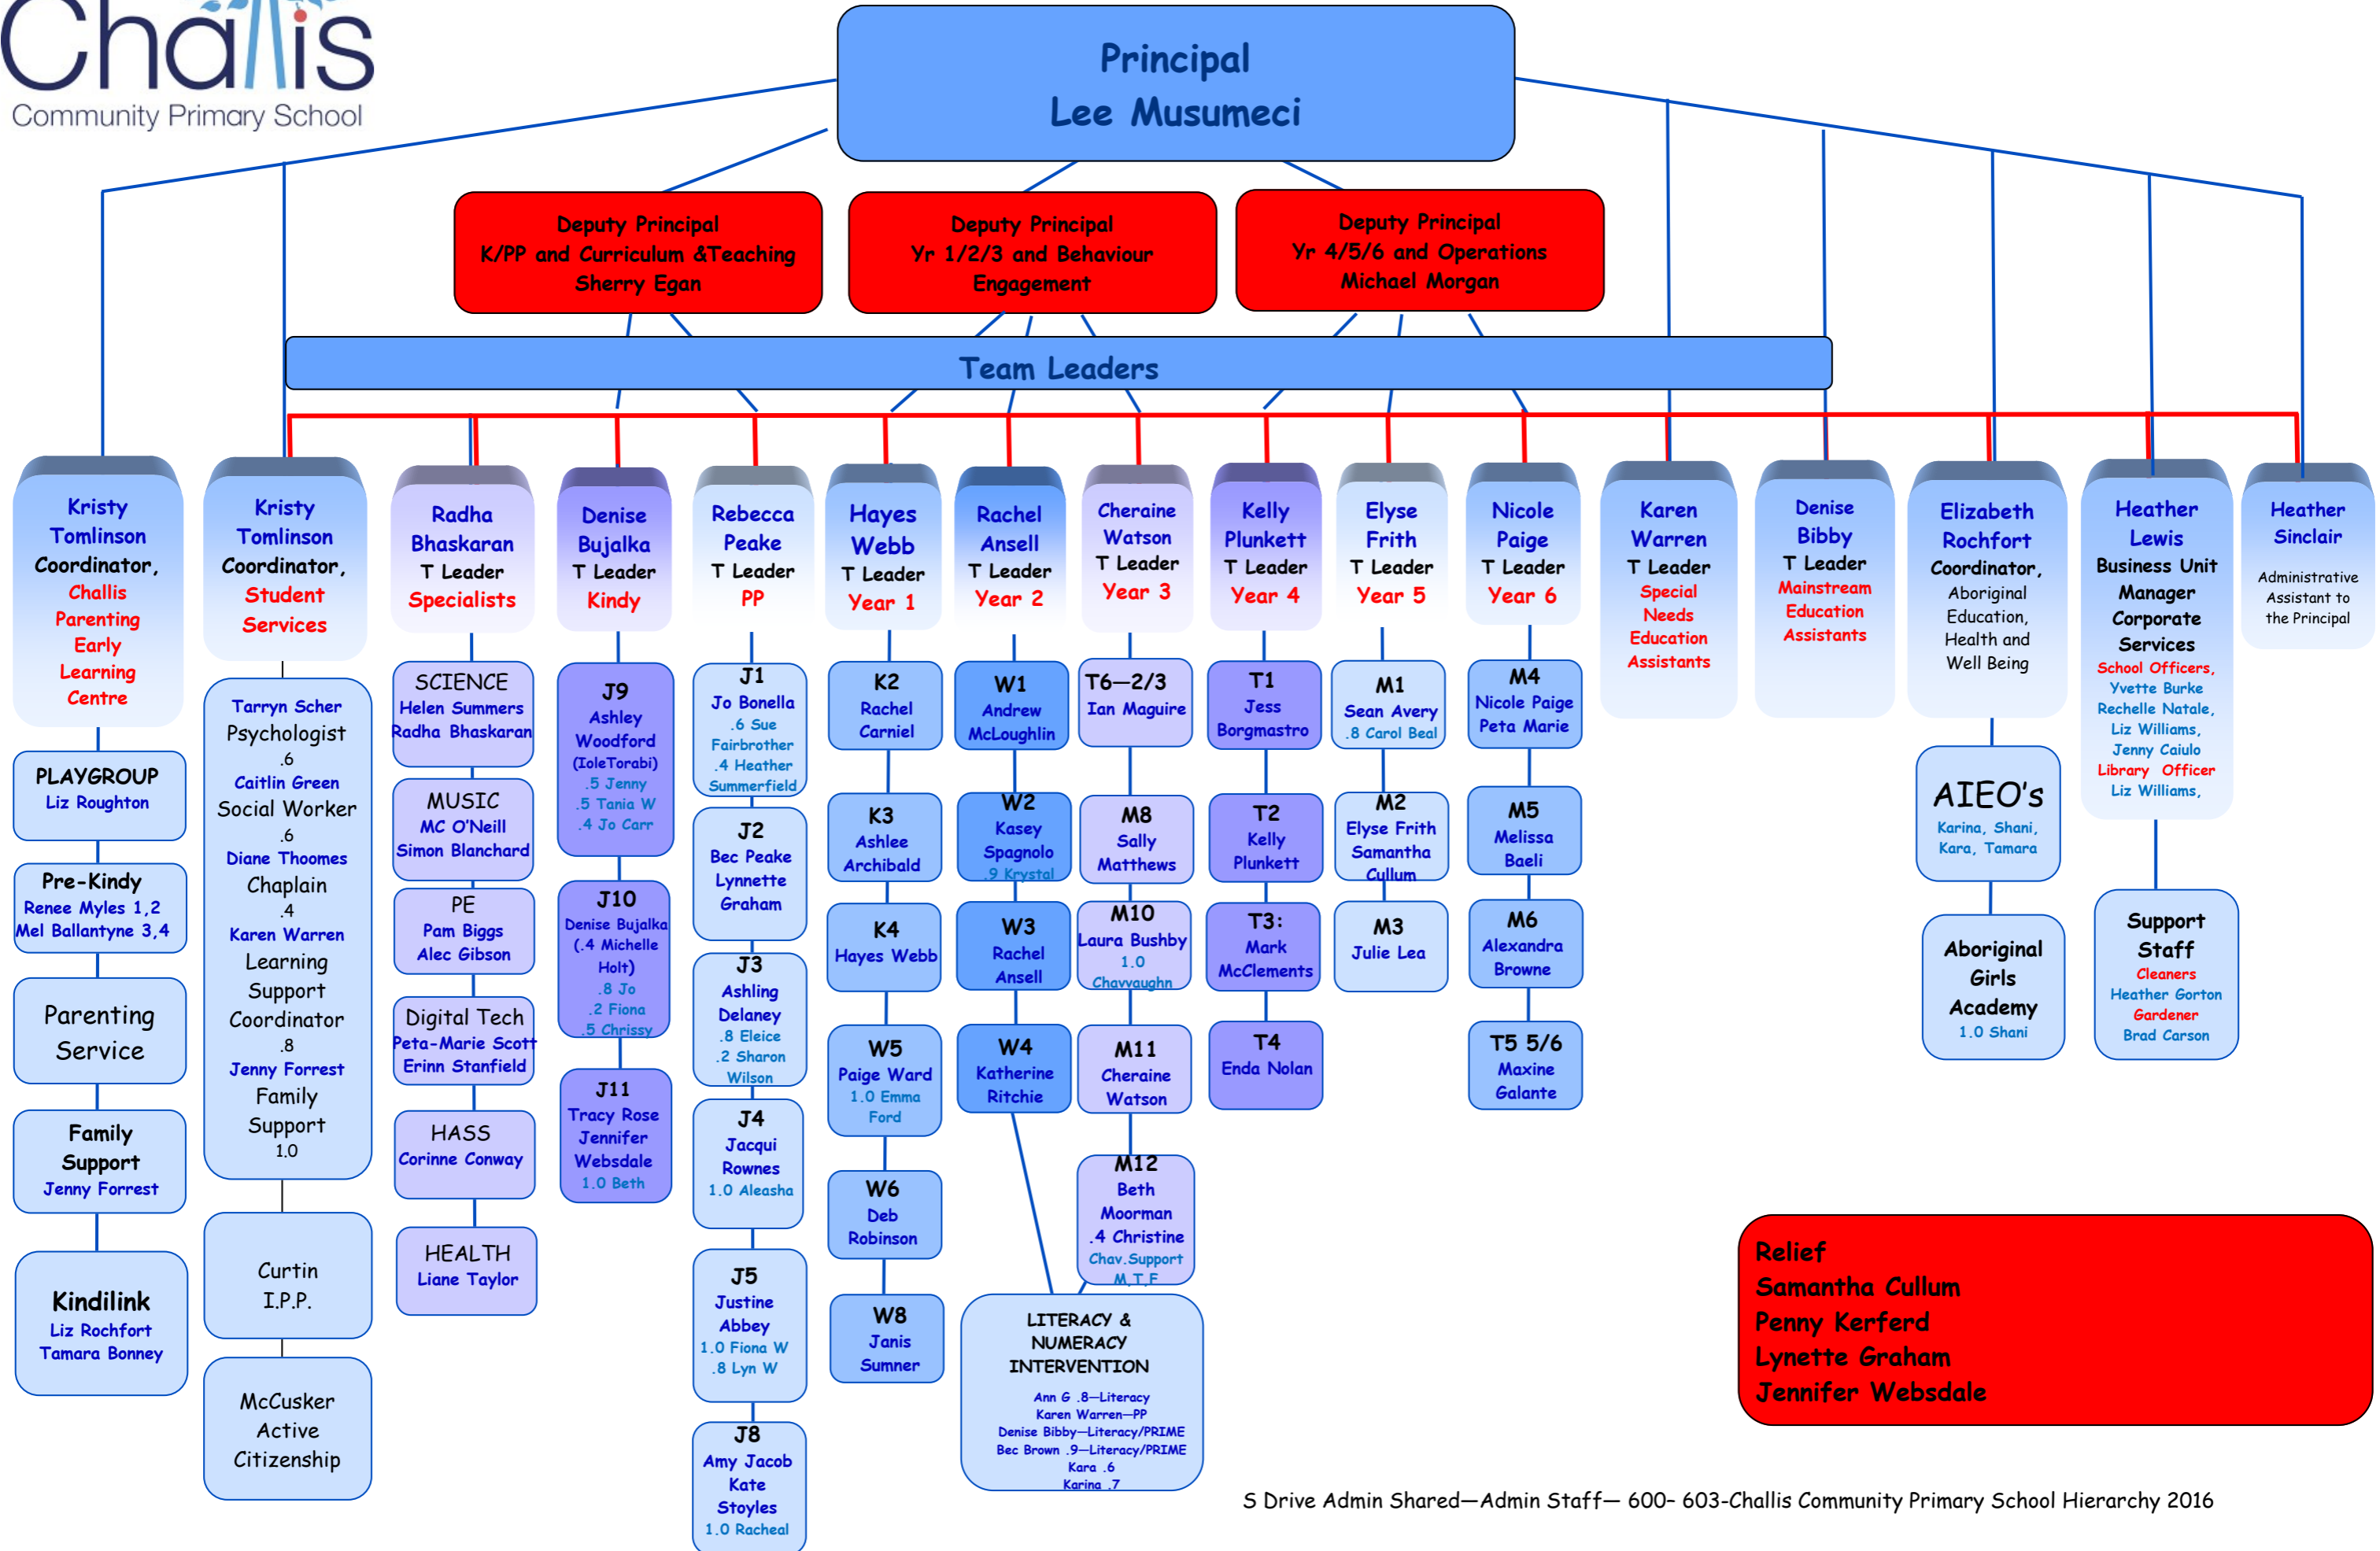 Challis
Community Primary School
Principal
Lee Musumeci
Deputy Principal
K/PP and Curriculum &Teaching
Sherry Egan
Deputy Principal
Yr 1/2/3 and Behaviour
Engagement
Deputy Principal
Yr 4/5/6 and Operations
Michael Morgan
Team Leaders
Kristy
Tomlinson
Coordinator,
Challis
Parenting
Early
Learning
Centre
PLAYGROUP
Liz Roughton
Pre-Kindy
Renee Myles 1,2
Mel Ballantyne 3,4
Parenting
Service
Family
Support
Jenny Forrest
Kindilink
Liz Rochfort
Tamara Bonney
Kristy
Tomlinson
Coordinator,
Student
Services
Tarryn Scher
Psychologist
.6
Caitlin Green
Social Worker
.6
Diane Thoomes
Chaplain
.4
Karen Warren
Learning
Support
Coordinator
.8
Jenny Forrest
Family
Support
1.0
Curtin
I.P.P.
McCusker
Active
Citizenship
Radha
Bhaskaran
T Leader
Specialists
SCIENCE
Helen Summers
Radha Bhaskaran
MUSIC
MC O'Neill
Simon Blanchard
PE
Pam Biggs
Alec Gibson
Digital Tech
Peta-Marie Scott
Erinn Stanfield
HASS
Corinne Conway
HEALTH
Liane Taylor
Denise
Bujalka
T Leader
Kindy
J9
Ashley
Woodford
(IoleTorabi)
.5 Jenny
.5 Tania W
.4 Jo Carr
J10
Denise Bujalka
(.4 Michelle
Holt)
.8 Jo
.2 Fiona
.5 Chrissy
J11
Tracy Rose
Jennifer
Websdale
1.0 Beth
Rebecca
Peake
T Leader
PP
J1
Jo Bonella
.6 Sue
Fairbrother
.4 Heather
Summerfield
J2
Bec Peake
Lynnette
Graham
J3
Ashling
Delaney
.8 Eleice
.2 Sharon
Wilson
J4
Jacqui
Rownes
1.0 Aleasha
J5
Justine
Abbey
1.0 Fiona W
.8 Lyn W
J8
Amy Jacob
Kate
Stoyles
1.0 Racheal
Hayes
Webb
T Leader
Year 1
K2
Rachel
Carniel
K3
Ashlee
Archibald
K4
Hayes Webb
W5
Paige Ward
1.0 Emma
Ford
W6
Deb
Robinson
W8
Janis
Sumner
Rachel
Ansell
T Leader
Year 2
W1
Andrew
McLoughlin
W2
Kasey
Spagnolo
.9 Krystal
W3
Rachel
Ansell
W4
Katherine
Ritchie
Cheraine
Watson
T Leader
Year 3
T6—2/3
Ian Maguire
M8
Sally
Matthews
M10
Laura Bushby
1.0
Chavvaughn
M11
Cheraine
Watson
M12
Beth
Moorman
.4 Christine
Chav.Support
M,T,F
LITERACY &
NUMERACY
INTERVENTION
Ann G .8—Literacy
Karen Warren—PP
Denise Bibby—Literacy/PRIME
Bec Brown .9—Literacy/PRIME
Kara .6
Karina .7
Kelly
Plunkett
T Leader
Year 4
T1
Jess
Borgmastro
T2
Kelly
Plunkett
T3:
Mark
McClements
T4
Enda Nolan
Elyse
Frith
T Leader
Year 5
M1
Sean Avery
.8 Carol Beal
M2
Elyse Frith
Samantha
Cullum
M3
Julie Lea
Nicole
Paige
T Leader
Year 6
M4
Nicole Paige
Peta Marie
M5
Melissa
Baeli
M6
Alexandra
Browne
T5 5/6
Maxine
Galante
Karen
Warren
T Leader
Special
Needs
Education
Assistants
Denise
Bibby
T Leader
Mainstream
Education
Assistants
Elizabeth
Rochfort
Coordinator,
Aboriginal
Education,
Health and
Well Being
AIEO's
Karina, Shani,
Kara, Tamara
Aboriginal
Girls
Academy
1.0 Shani
Heather
Lewis
Business Unit
Manager
Corporate
Services
School Officers,
Yvette Burke
Rechelle Natale,
Liz Williams,
Jenny Caiulo
Library Officer
Liz Williams,
Support
Staff
Cleaners
Heather Gorton
Gardener
Brad Carson
Heather
Sinclair
Administrative
Assistant to
the Principal
Relief
Samantha Cullum
Penny Kerferd
Lynette Graham
Jennifer Websdale
S Drive Admin Shared—Admin Staff— 600– 603-Challis Community Primary School Hierarchy 2016